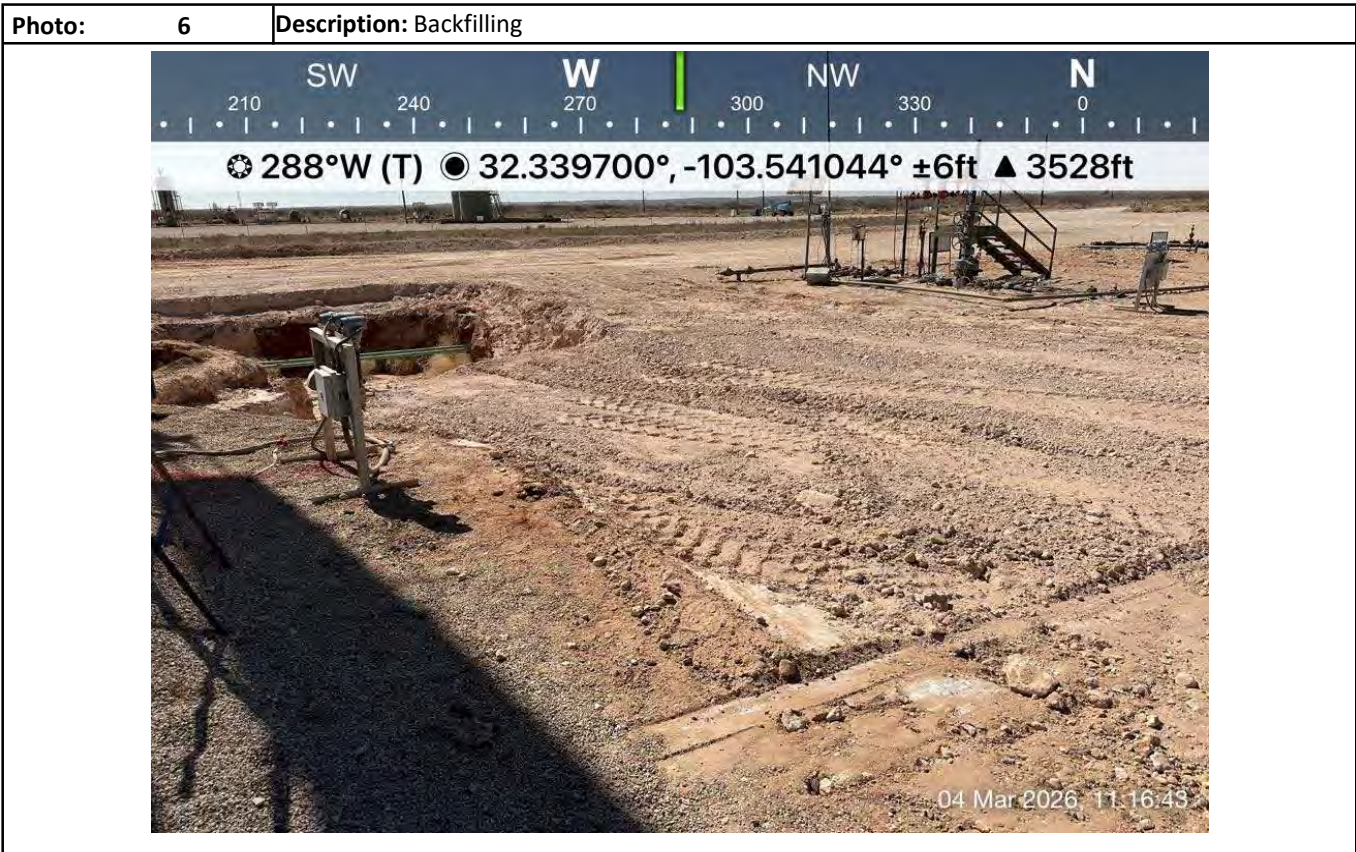 Photo: 6 Description: Backfilling
SW W NW N
210 240 270 300 330 0
288°W (T) 32.339700°, -103.541044° ±6ft ▲ 3528ft
04 Mar 2026, 11:16:43